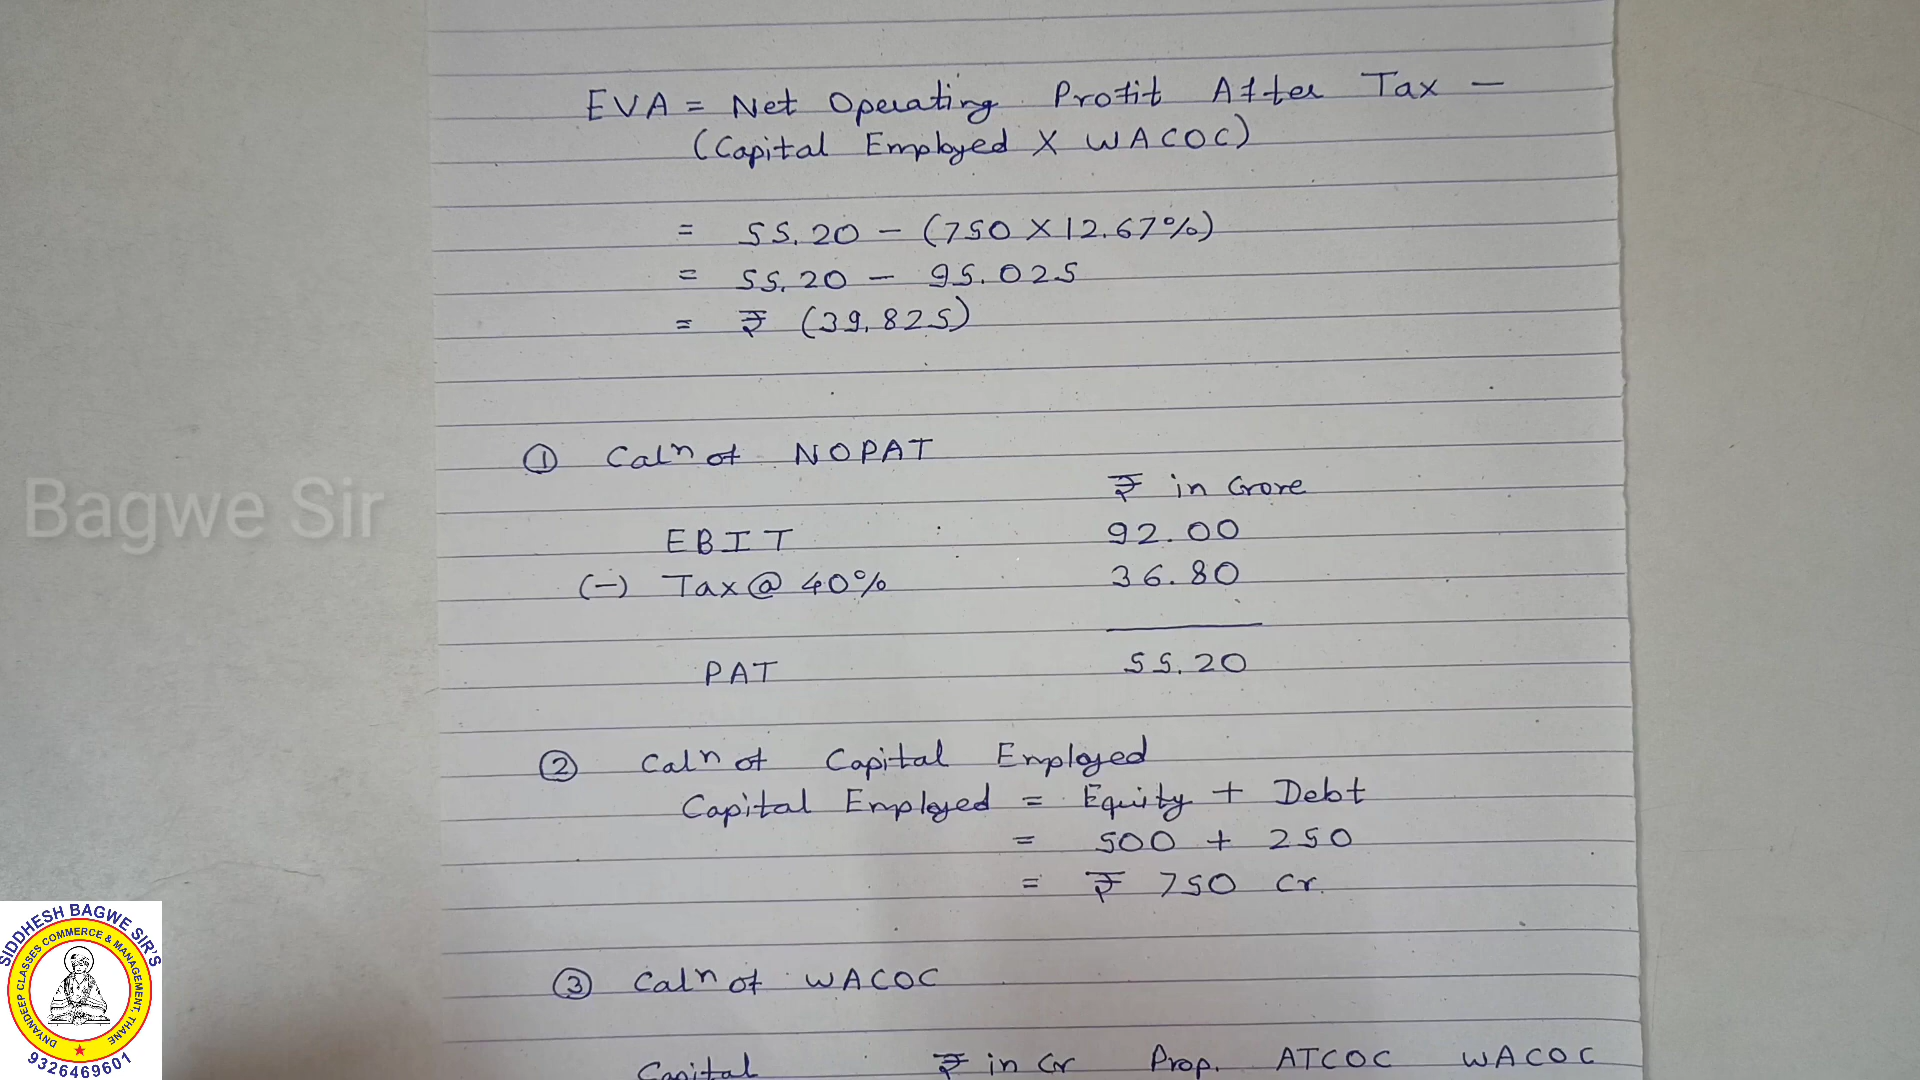 EVA = Net Operating Profit After Tax -
(Capital Employed X WACOC)
= 55.20 - (750 X 12.67%)
= 55.20 - 95.025
= ₹ (39.825)
① Calⁿ of NOPAT
₹ in Crore
EBIT 92.00
(-) Tax @ 40% 36.80
PAT 55.20
② Calⁿ of Capital Employed
Capital Employed = Equity + Debt
= 500 + 250
= ₹ 750 Cr.
③ Calⁿ of WACOC
Capital ₹ in Cr Prop. ATCOC WACOC
Bagwe Sir
SIDDHESH BAGWE SIR'S
DNYANDEEP CLASSES COMMERCE & MANAGEMENT, THANE
9326469601